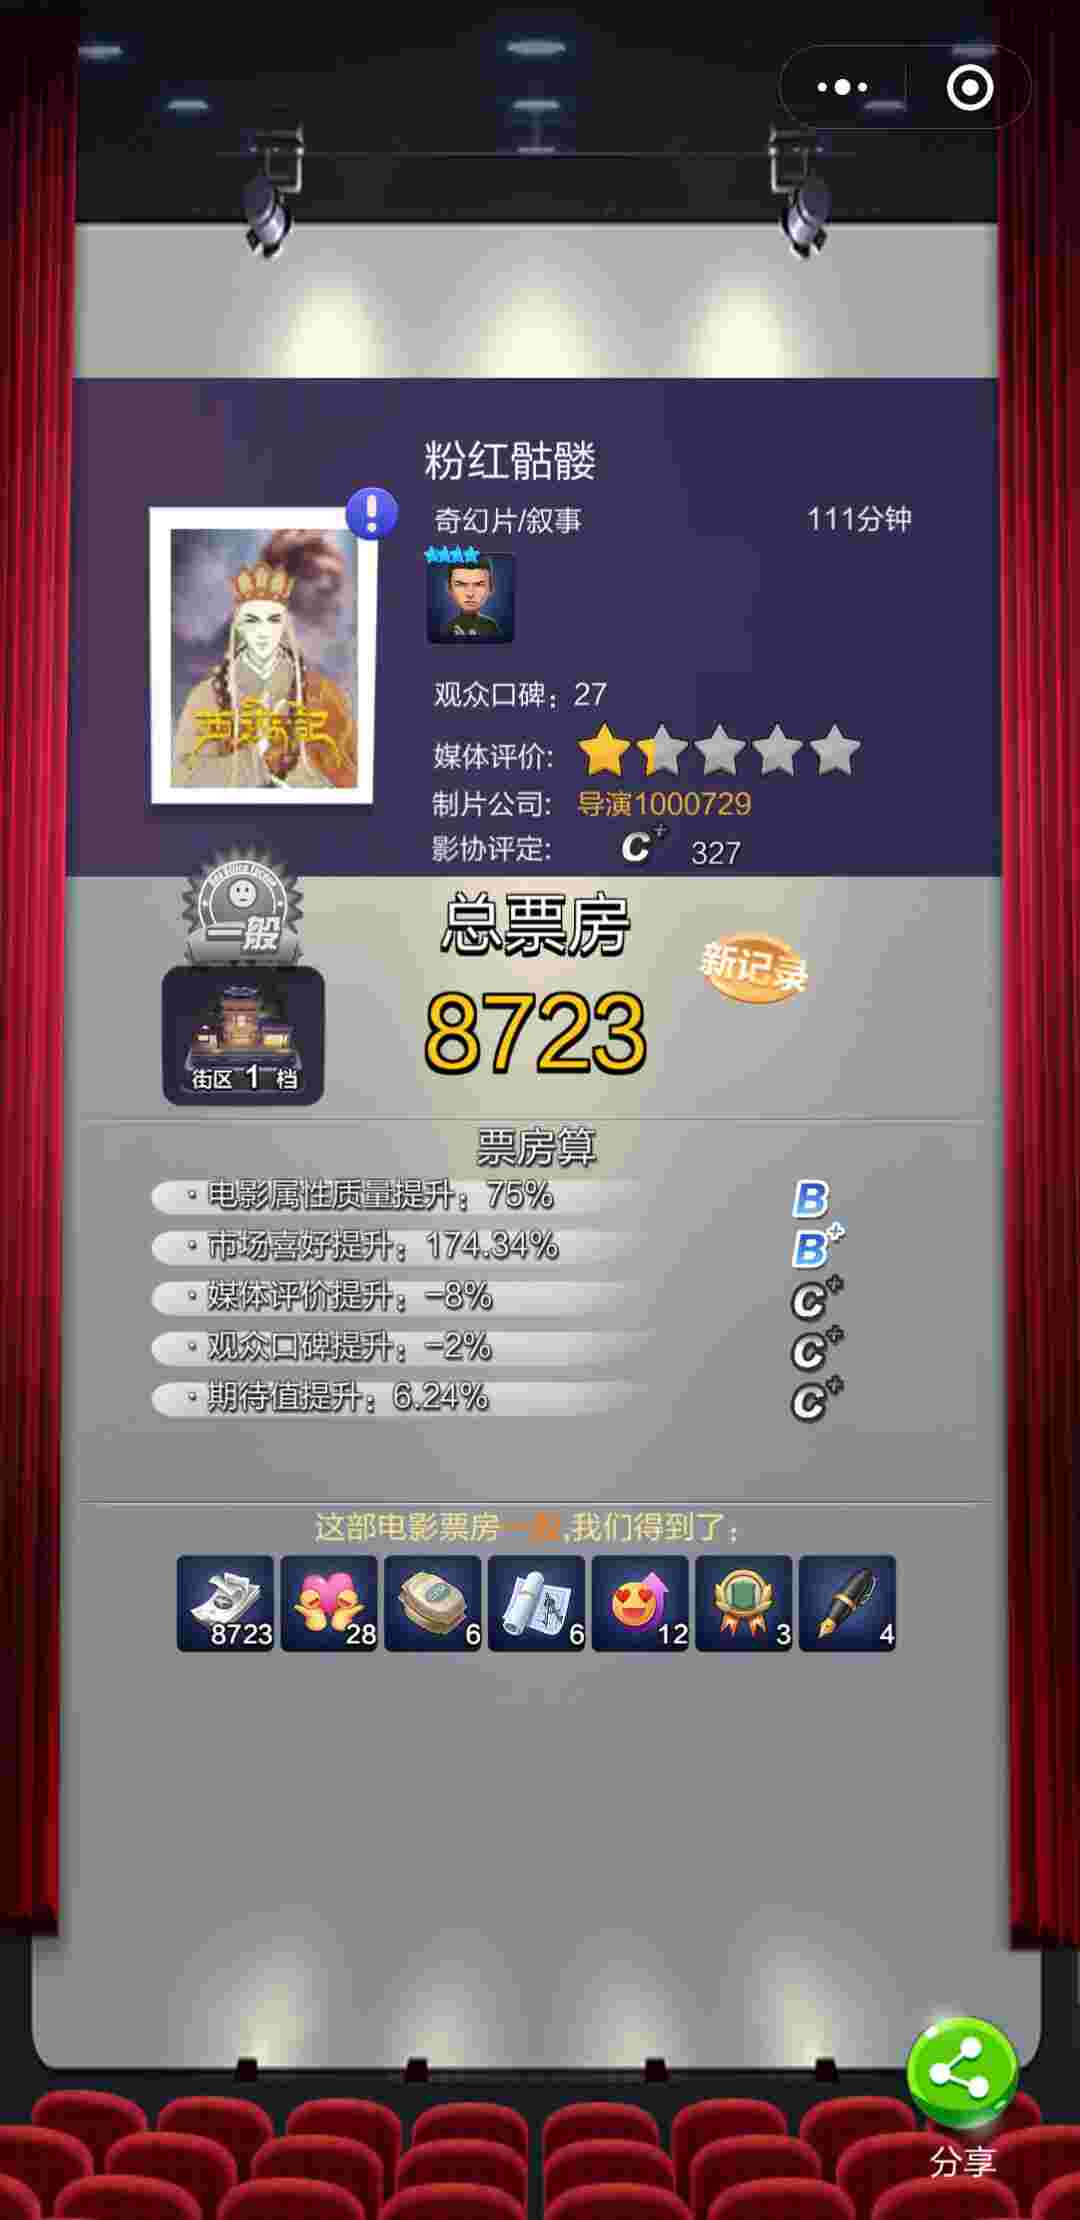 粉红骷髅
奇幻片/叙事
111分钟
西游记
观众口碑：27
媒体评价：
制片公司： 导演1000729
影协评定： C+ 327
一般
总票房
新记录
8723
街区 1 档
票房算
·电影属性质量提升：75% B
·市场喜好提升：174.34% B+
·媒体评价提升：-8% C+
·观众口碑提升：-2% C+
·期待值提升：6.24% C+
这部电影票房一般,我们得到了；
8723 28 6 6 12 3 4
分享